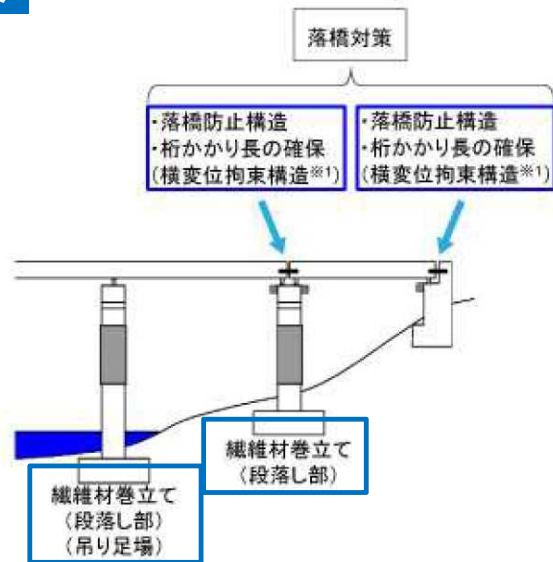 落橋対策
・落橋防止構造
・桁かかり長の確保
(横変位拘束構造※1)
・落橋防止構造
・桁かかり長の確保
(横変位拘束構造※1)
繊維材巻立て
(段落し部)
繊維材巻立て
(段落し部)
(吊り足場)